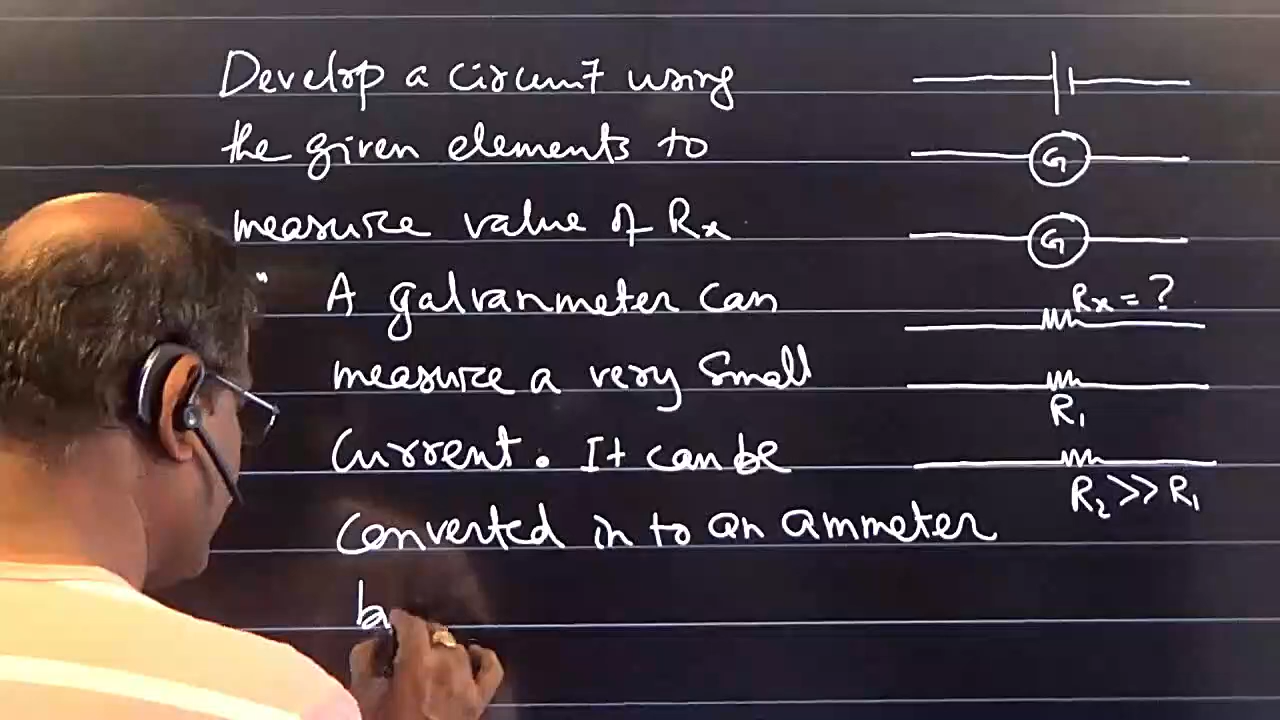 Develop a circuit using
the given elements to
measure value of Rx
" A galvanmeter can
measure a very small
current. It can be
converted in to an ammeter
b
G
G
Rx = ?
R₁
R₂ >> R₁